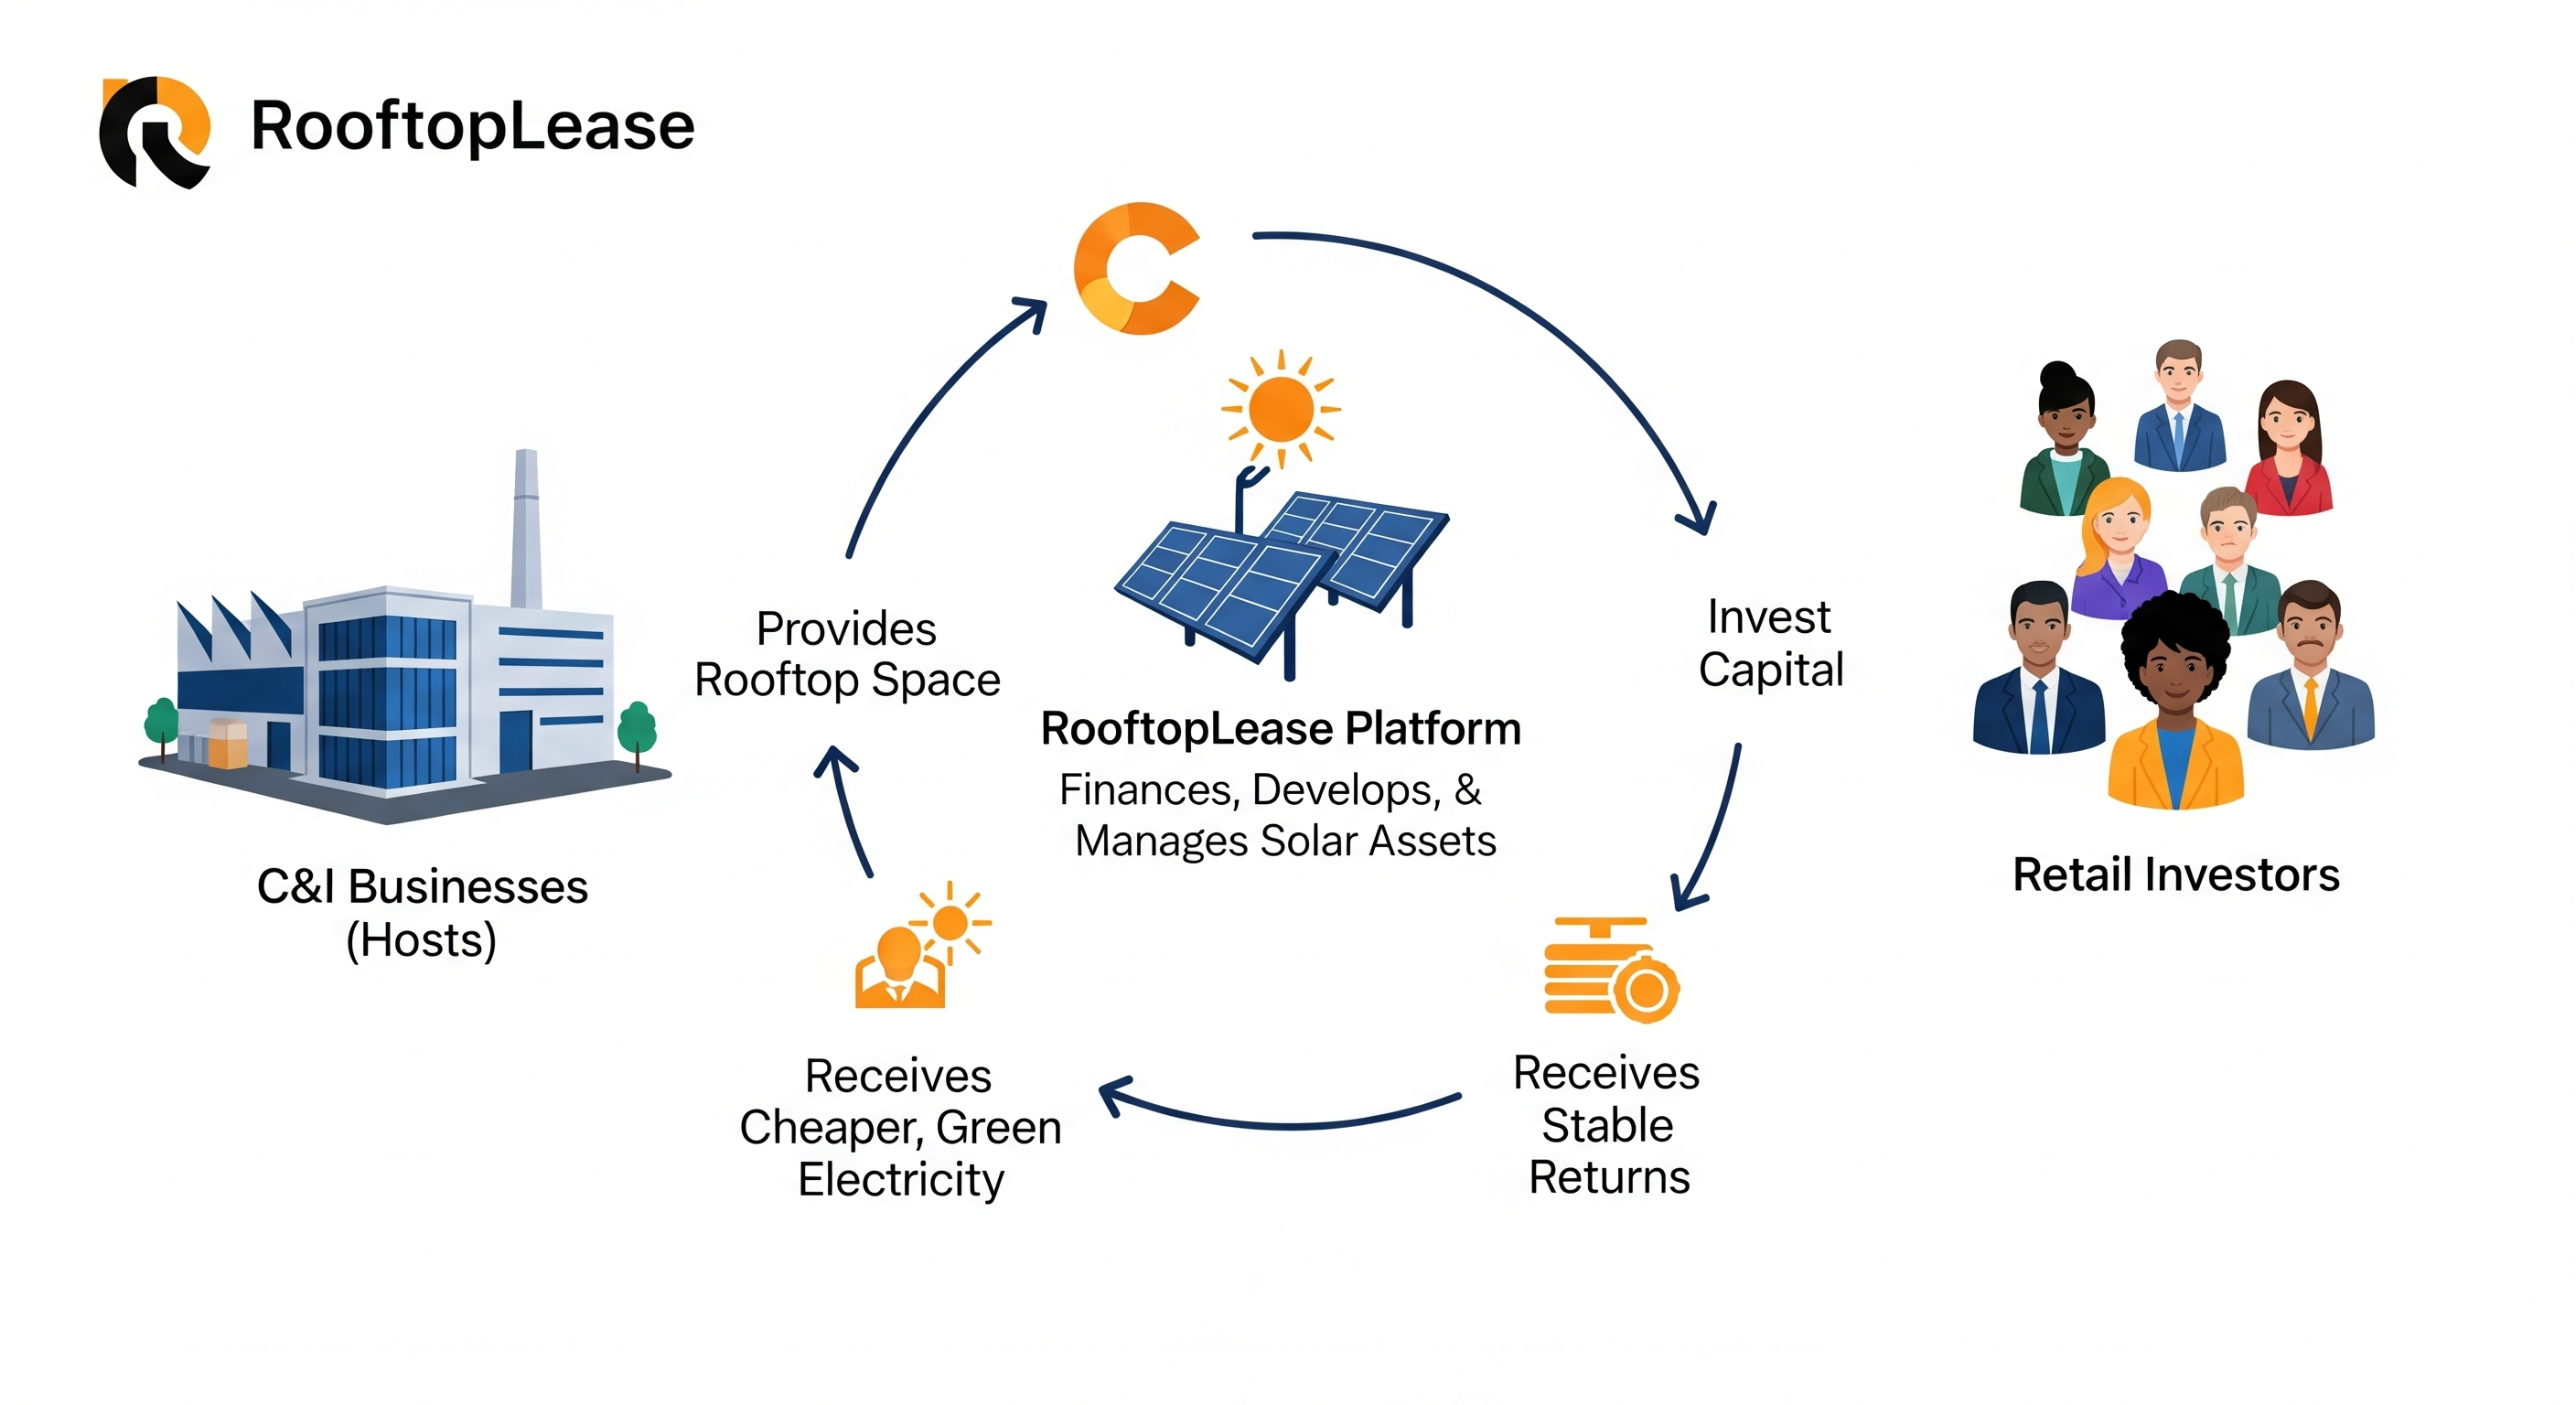 RooftopLease
Provides
Rooftop Space
Invest
Capital
RooftopLease Platform
Finances, Develops, &
Manages Solar Assets
C&I Businesses
(Hosts)
Retail Investors
Receives
Cheaper, Green
Electricity
Receives
Stable
Returns